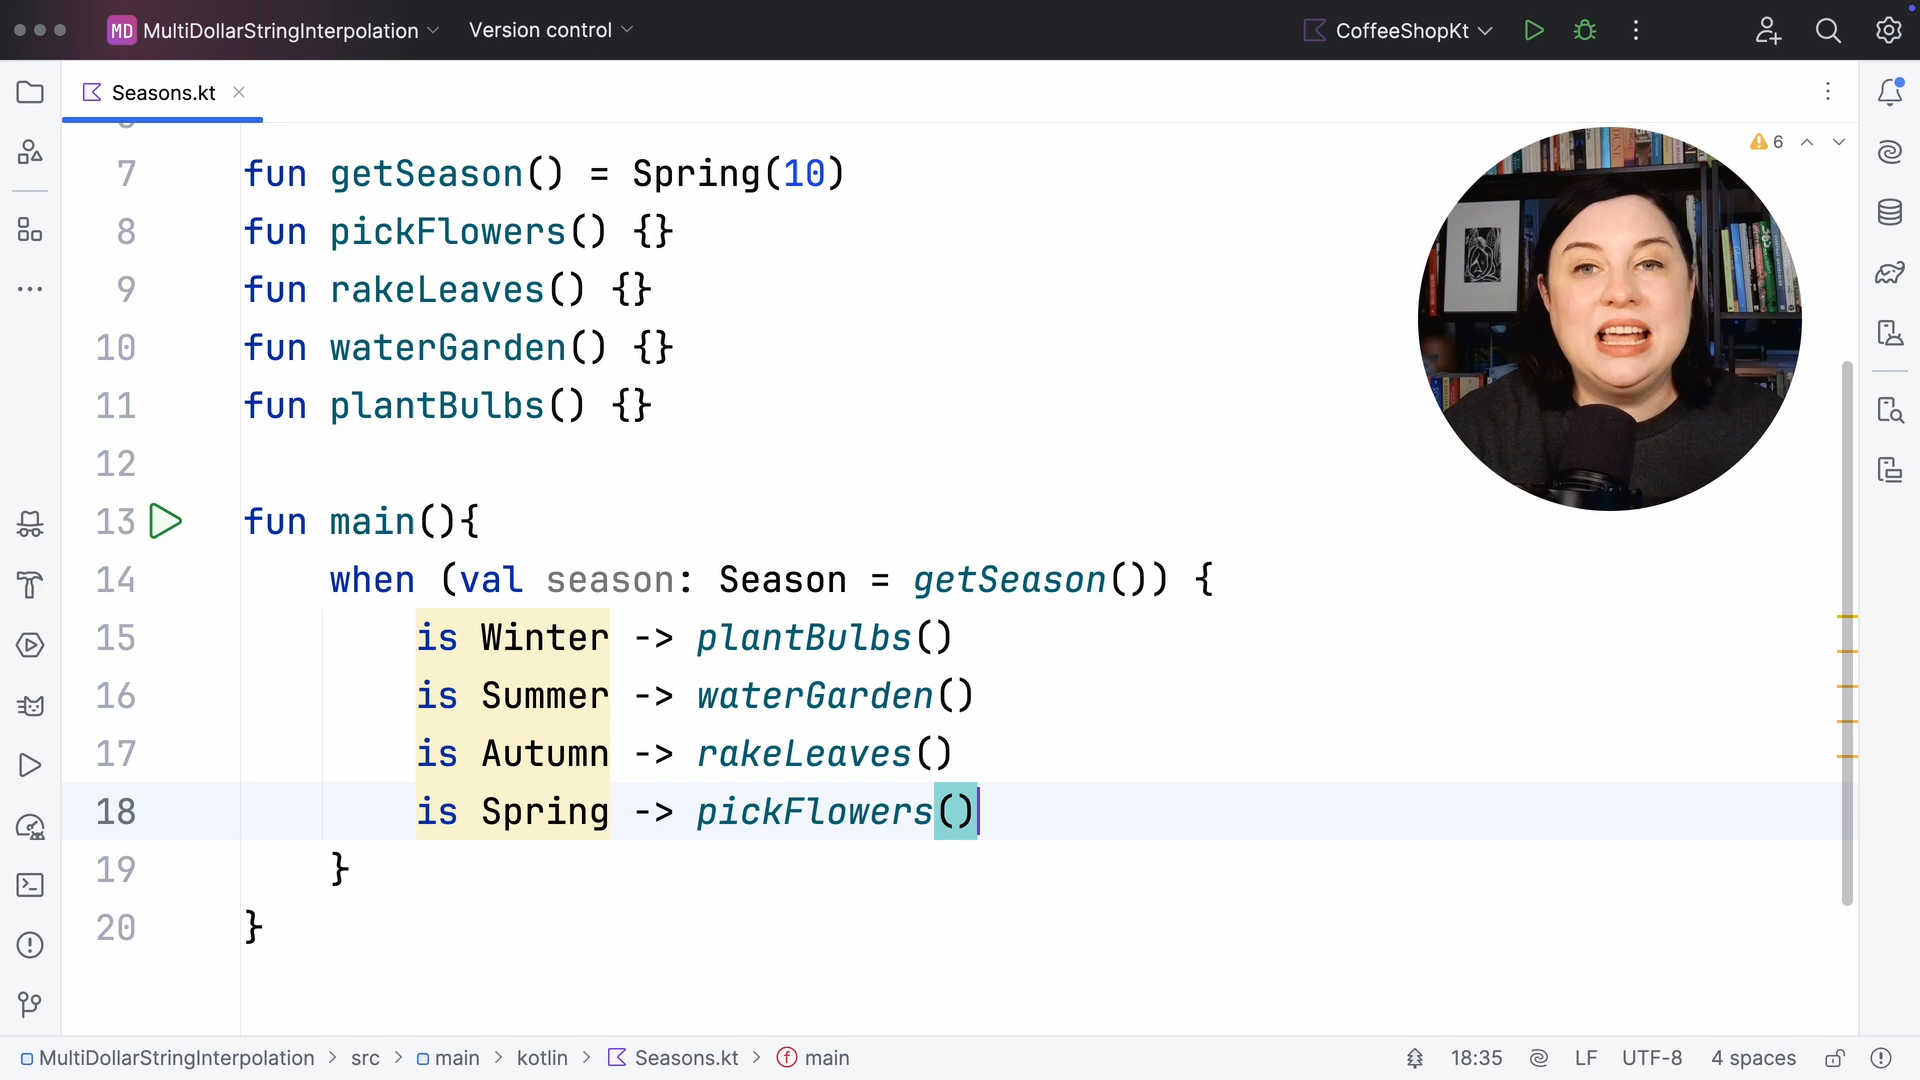 MD MultiDollarStringInterpolation Version control CoffeeShopKt
Seasons.kt
6
7 fun getSeason() = Spring(10)
8 fun pickFlowers() {}
9 fun rakeLeaves() {}
10 fun waterGarden() {}
11 fun plantBulbs() {}
12
13 fun main(){
14 when (val season: Season = getSeason()) {
15 is Winter -> plantBulbs()
16 is Summer -> waterGarden()
17 is Autumn -> rakeLeaves()
18 is Spring -> pickFlowers()
19 }
20 }
MultiDollarStringInterpolation > src > main > kotlin > Seasons.kt > main 18:35 LF UTF-8 4 spaces